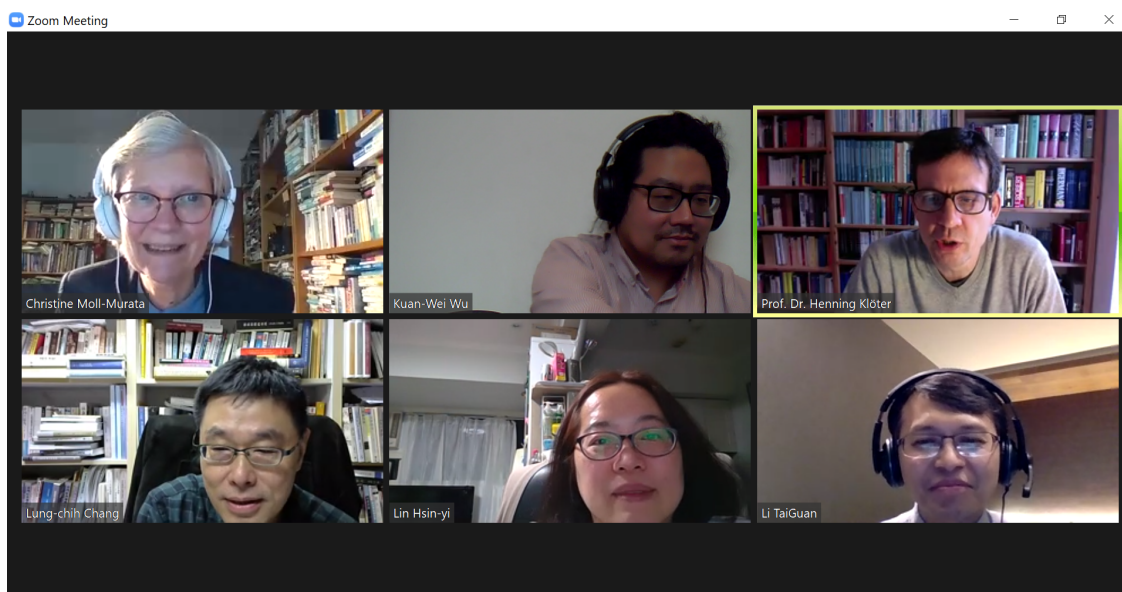 Zoom Meeting
Christine Moll-Murata
Kuan-Wei Wu
Prof. Dr. Henning Klöter
Lung-chih Chang
Lin Hsin-yi
Li TaiGuan